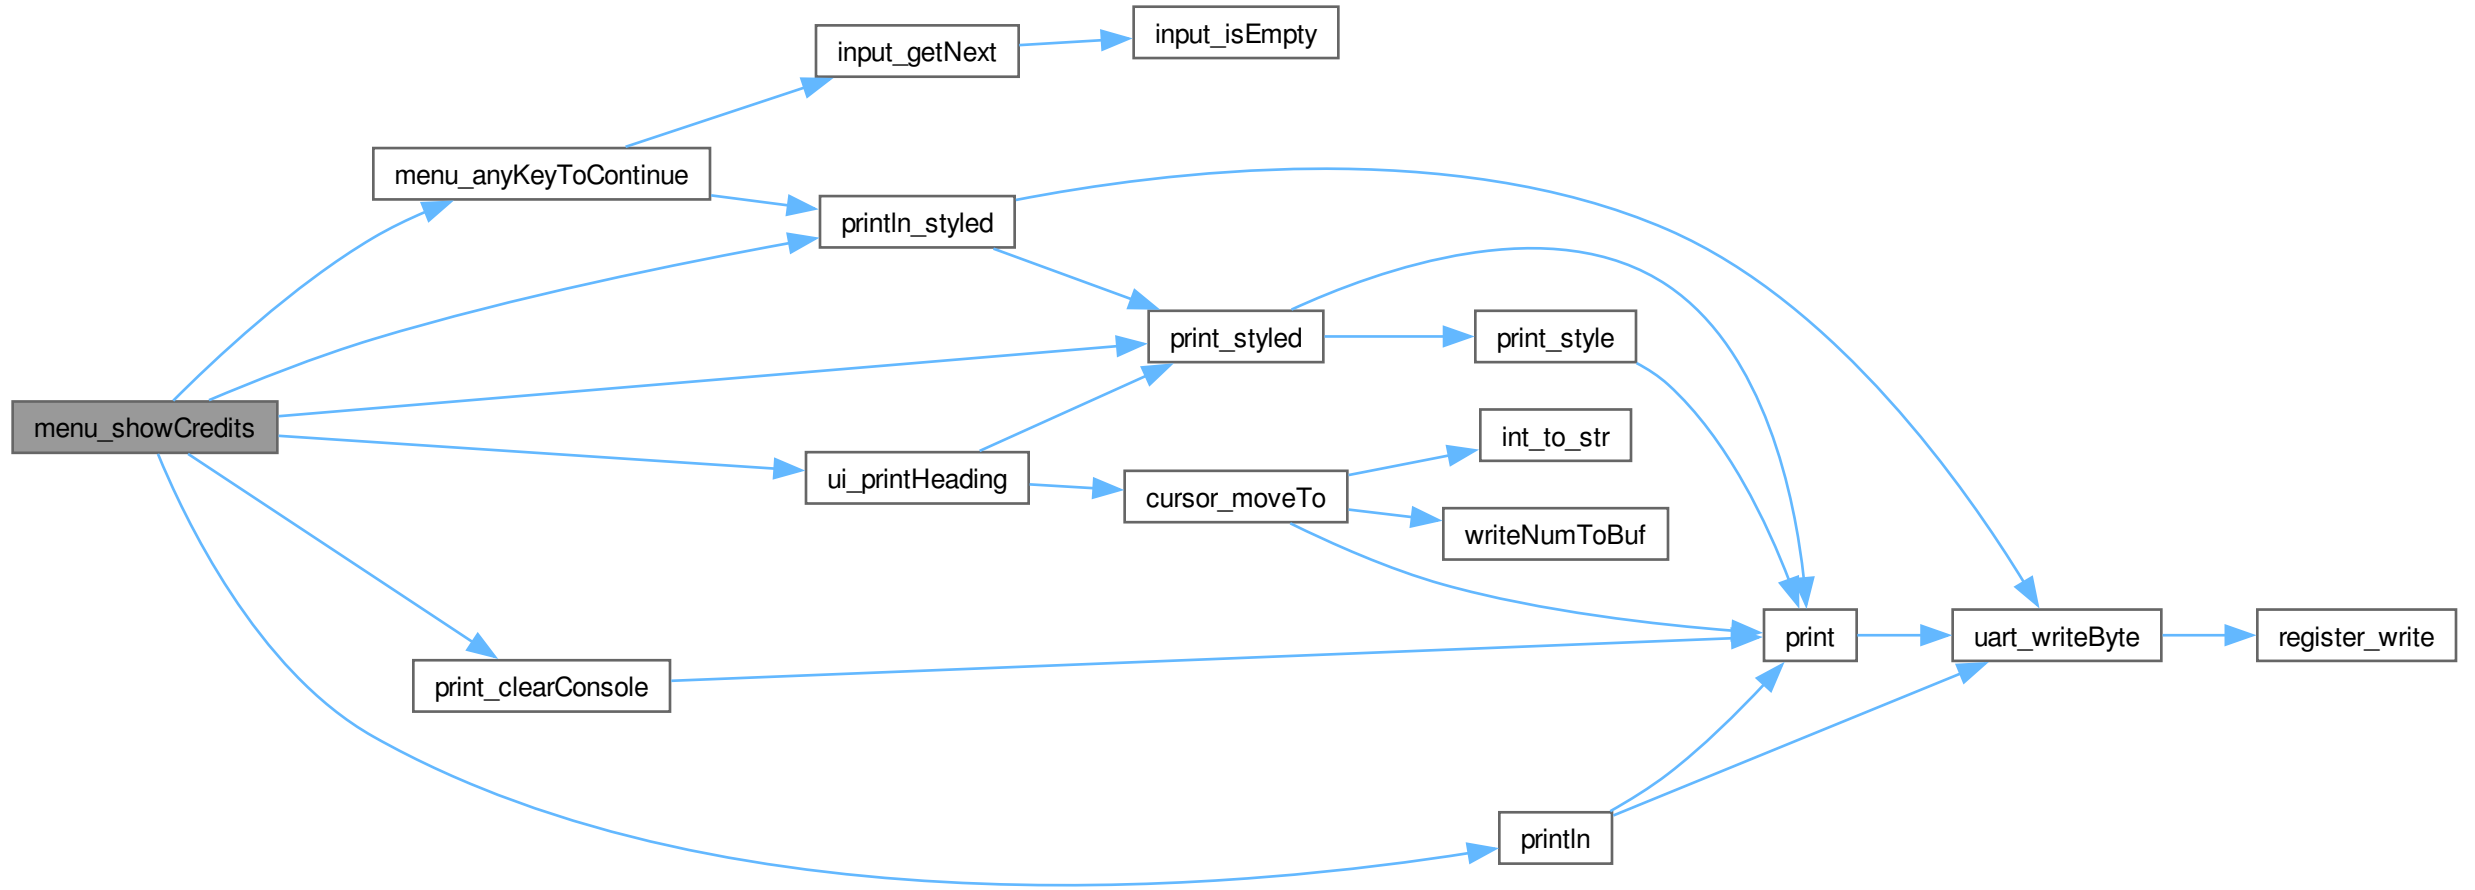 input_isEmpty
input_getNext
menu_anyKeyToContinue
println_styled
print_styled
print_style
menu_showCredits
int_to_str
ui_printHeading
cursor_moveTo
writeNumToBuf
print
uart_writeByte
register_write
print_clearConsole
println